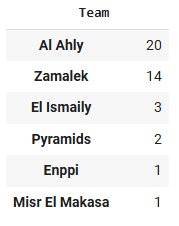 Team
Al Ahly 20
Zamalek 14
El Ismaily 3
Pyramids 2
Enppi 1
Misr El Makasa 1